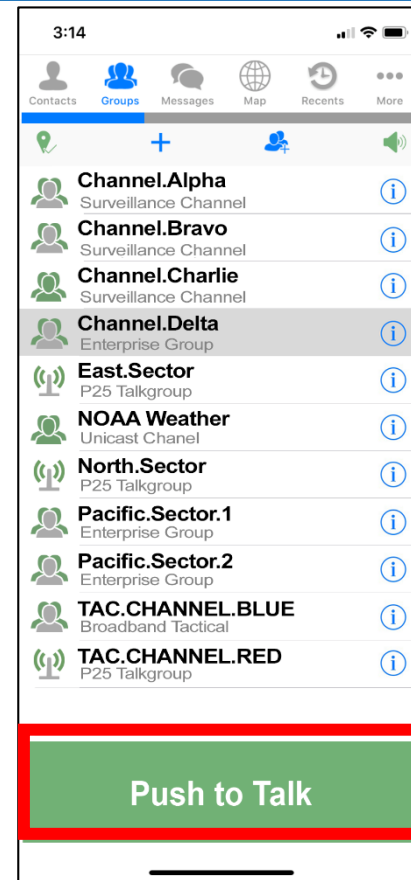 3:14
Contacts Groups Messages Map Recents More
Channel.Alpha
Surveillance Channel
Channel.Bravo
Surveillance Channel
Channel.Charlie
Surveillance Channel
Channel.Delta
Enterprise Group
East.Sector
P25 Talkgroup
NOAA Weather
Unicast Chanel
North.Sector
P25 Talkgroup
Pacific.Sector.1
Enterprise Group
Pacific.Sector.2
Enterprise Group
TAC.CHANNEL.BLUE
Broadband Tactical
TAC.CHANNEL.RED
P25 Talkgroup
Push to Talk